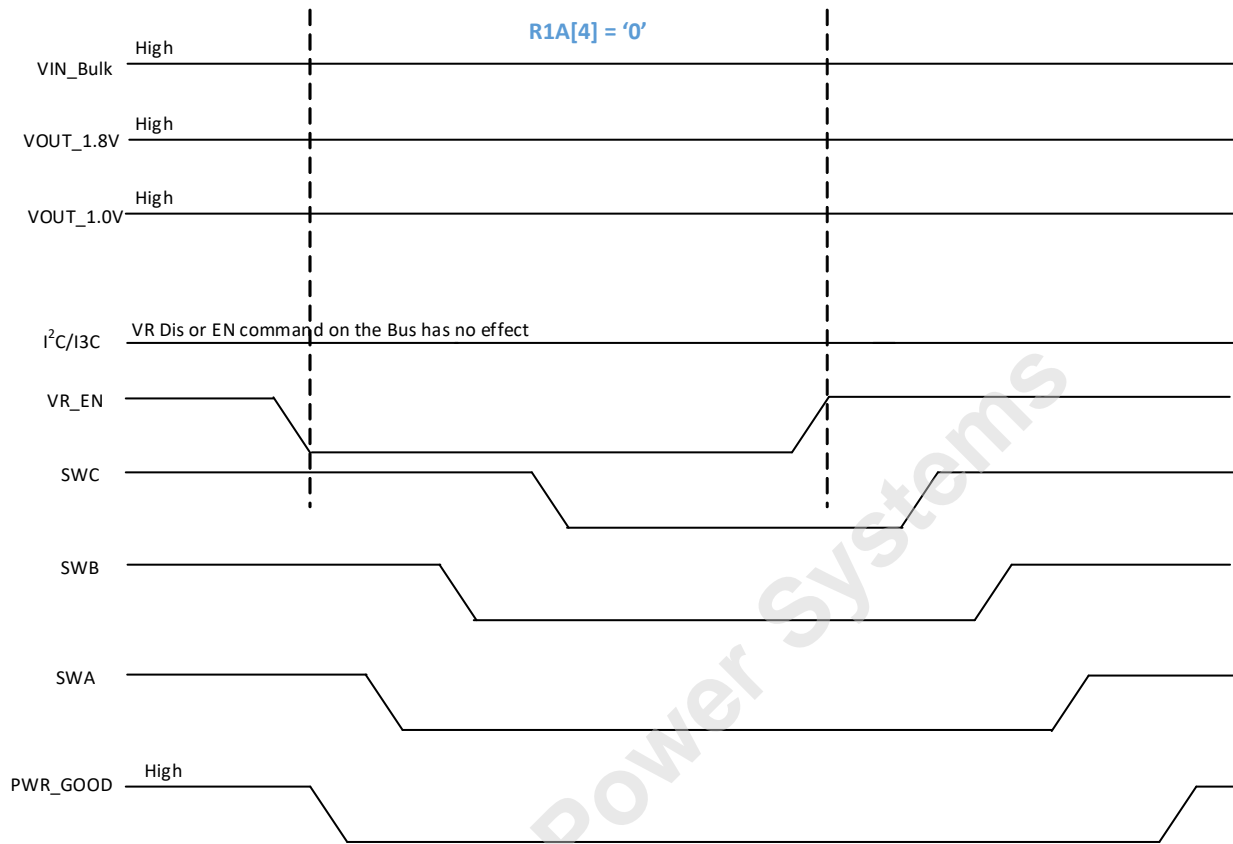 R1A[4] = ‘0’
High
VIN_Bulk
High
VOUT_1.8V
High
VOUT_1.0V
VR Dis or EN command on the Bus has no effect
I²C/I3C
VR_EN
SWC
SWB
SWA
High
PWR_GOOD
Power Systems